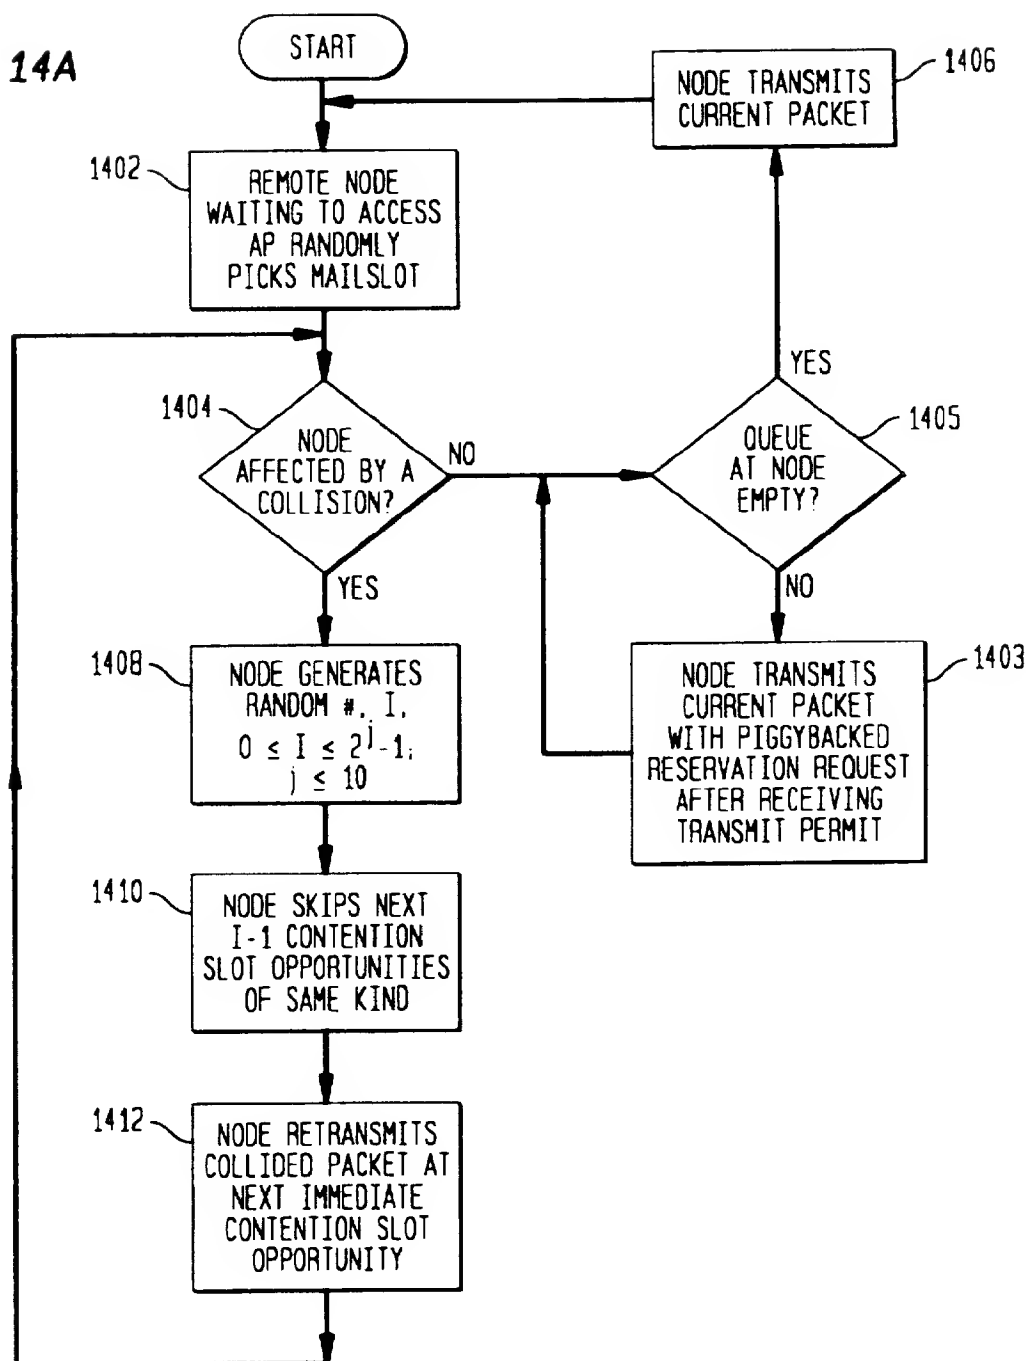 14A
START
NODE TRANSMITS
CURRENT PACKET
1406
1402
REMOTE NODE
WAITING TO ACCESS
AP RANDOMLY
PICKS MAILSLOT
1404
NODE
AFFECTED BY A
COLLISION?
NO
YES
YES
1405
QUEUE
AT NODE
EMPTY?
NO
1408
NODE GENERATES
RANDOM #, I,
0 ≤ I ≤ 2^j-1,
j ≤ 10
1403
NODE TRANSMITS
CURRENT PACKET
WITH PIGGYBACKED
RESERVATION REQUEST
AFTER RECEIVING
TRANSMIT PERMIT
1410
NODE SKIPS NEXT
I-1 CONTENTION
SLOT OPPORTUNITIES
OF SAME KIND
1412
NODE RETRANSMITS
COLLIDED PACKET AT
NEXT IMMEDIATE
CONTENTION SLOT
OPPORTUNITY